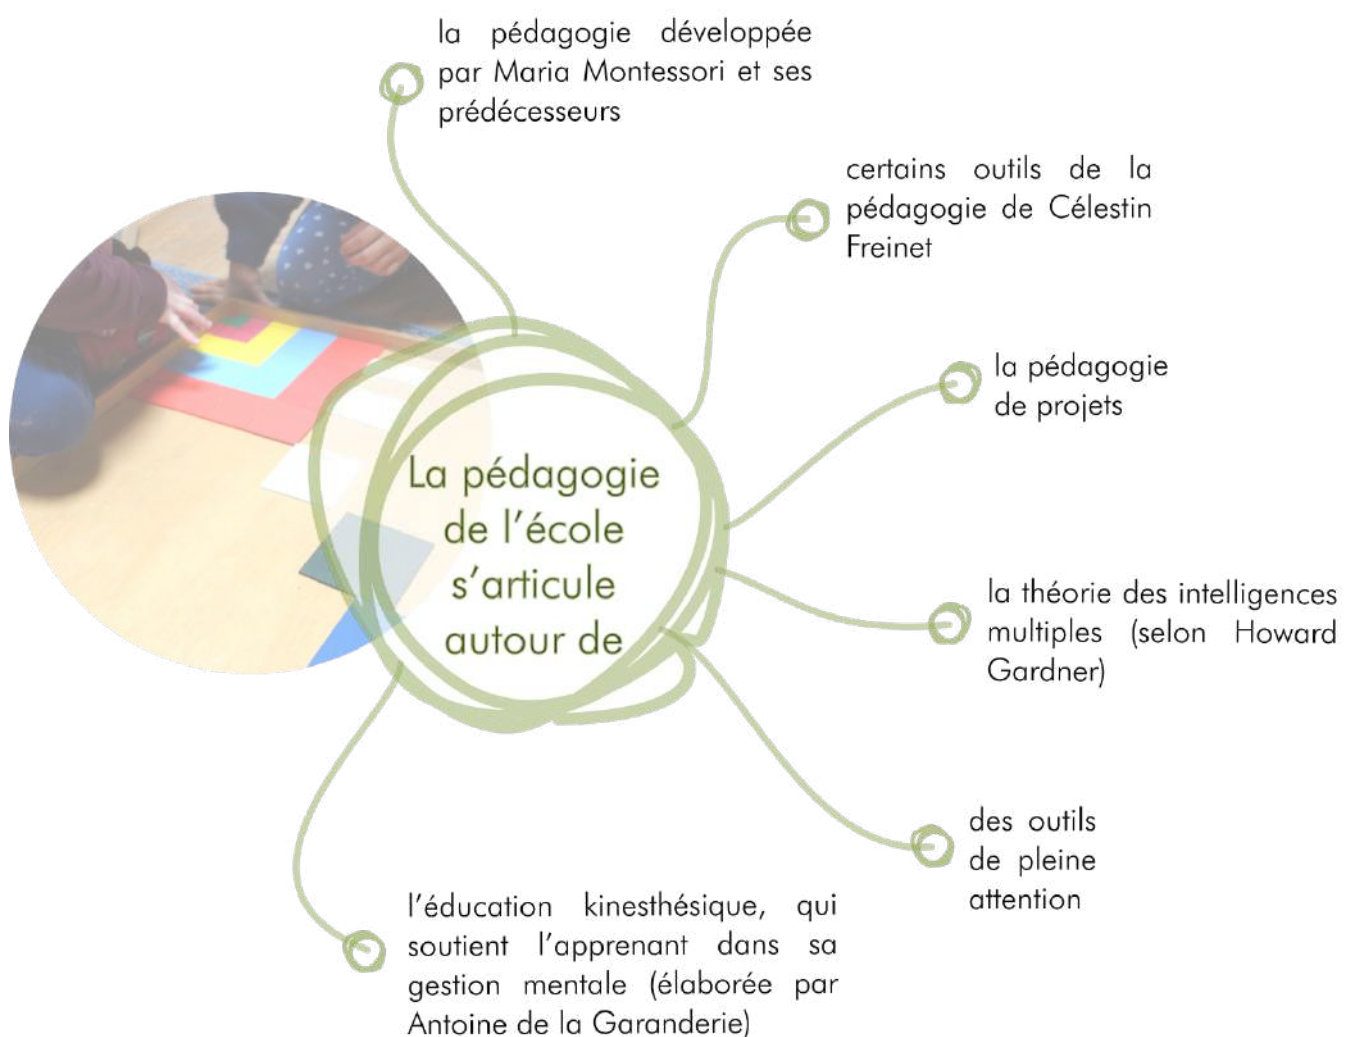 la pédagogie développée
par Maria Montessori et ses
prédécesseurs
certains outils de la
pédagogie de Célestin
Freinet
la pédagogie
de projets
La pédagogie
de l'école
s'articule
autour de
la théorie des intelligences
multiples (selon Howard
Gardner)
des outils
de pleine
attention
l'éducation kinesthésique, qui
soutient l'apprenant dans sa
gestion mentale (élaborée par
Antoine de la Garanderie)